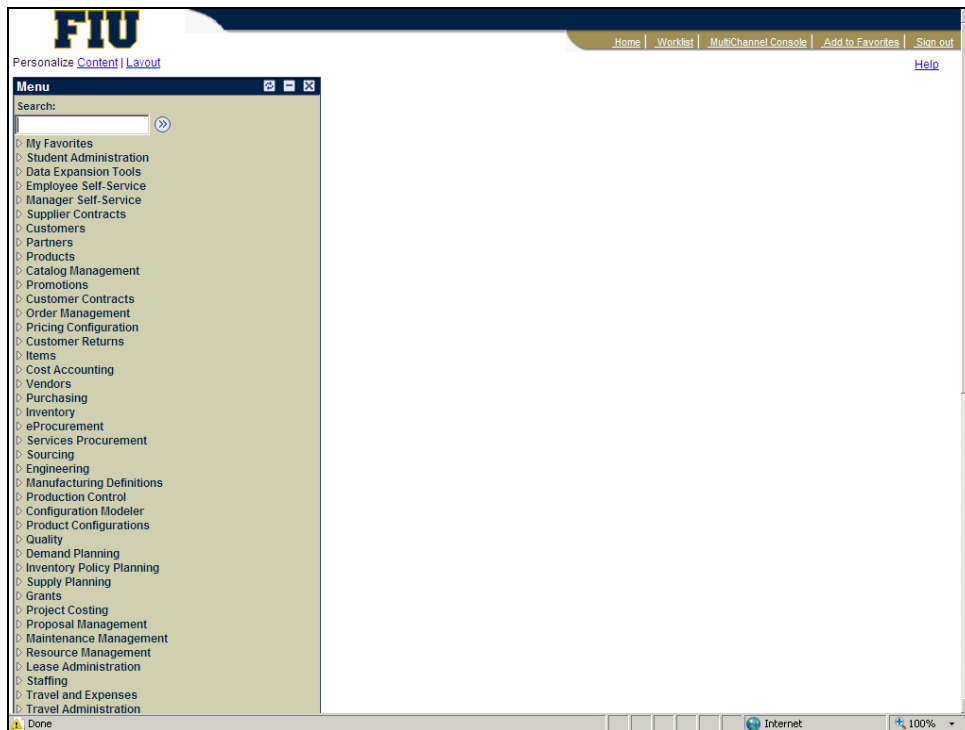 FIU
Home | Worklist | MultiChannel Console | Add to Favorites | Sign out
Personalize Content | Layout
Help
Menu
Search:
My Favorites
Student Administration
Data Expansion Tools
Employee Self-Service
Manager Self-Service
Supplier Contracts
Customers
Partners
Products
Catalog Management
Promotions
Customer Contracts
Order Management
Pricing Configuration
Customer Returns
Items
Cost Accounting
Vendors
Purchasing
Inventory
eProcurement
Services Procurement
Sourcing
Engineering
Manufacturing Definitions
Production Control
Configuration Modeler
Product Configurations
Quality
Demand Planning
Inventory Policy Planning
Supply Planning
Grants
Project Costing
Proposal Management
Maintenance Management
Resource Management
Lease Administration
Staffing
Travel and Expenses
Travel Administration
Done
Internet
100%